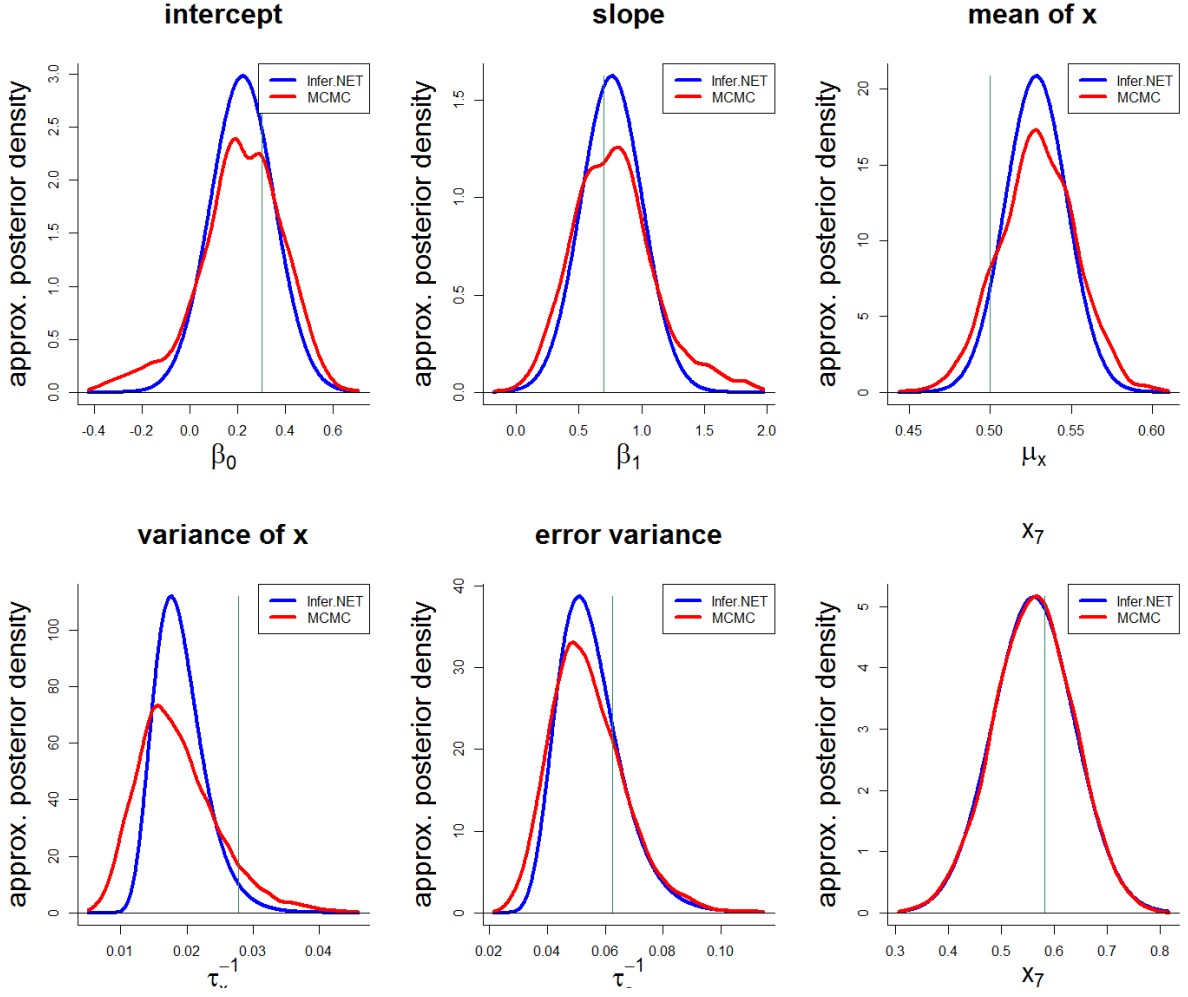 intercept
approx. posterior density
0.0 0.5 1.0 1.5 2.0 2.5 3.0
Infer.NET
MCMC
-0.4 -0.2 0.0 0.2 0.4 0.6
β0
slope
approx. posterior density
0.0 0.5 1.0 1.5
Infer.NET
MCMC
0.0 0.5 1.0 1.5 2.0
β1
mean of x
approx. posterior density
0 5 10 15 20
Infer.NET
MCMC
0.45 0.50 0.55 0.60
μx
variance of x
approx. posterior density
0 20 40 60 80 100
Infer.NET
MCMC
0.01 0.02 0.03 0.04
τx−1
error variance
approx. posterior density
0 10 20 30 40
Infer.NET
MCMC
0.02 0.04 0.06 0.08 0.10
τ−1
x7
approx. posterior density
0 1 2 3 4 5
Infer.NET
MCMC
0.3 0.4 0.5 0.6 0.7 0.8
x7